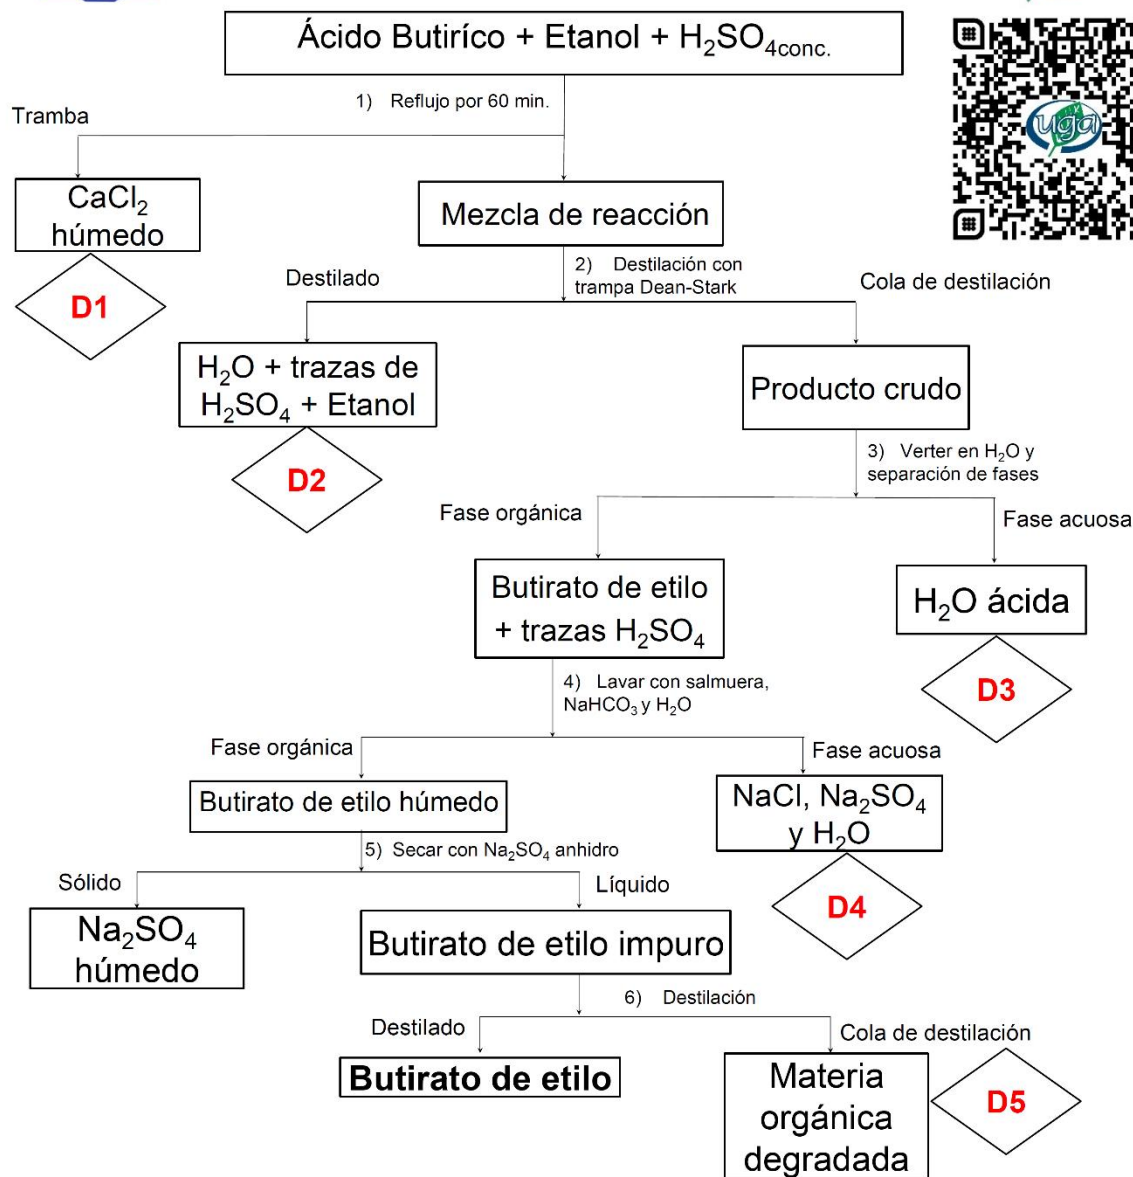 Ácido Butiríco + Etanol + H₂SO₄conc.
1) Reflujo por 60 min.
Tramba
CaCl₂
húmedo
D1
uga
Mezcla de reacción
Destilado
2) Destilación con
trampa Dean-Stark
Cola de destilación
H₂O + trazas de
H₂SO₄ + Etanol
D2
Producto crudo
3) Verter en H₂O y
separación de fases
Fase orgánica
Fase acuosa
Butirato de etilo
+ trazas H₂SO₄
H₂O ácida
D3
4) Lavar con salmuera,
NaHCO₃ y H₂O
Fase orgánica
Fase acuosa
Butirato de etilo húmedo
NaCl, Na₂SO₄
y H₂O
D4
5) Secar con Na₂SO₄ anhidro
Sólido
Líquido
Na₂SO₄
húmedo
Butirato de etilo impuro
6) Destilación
Destilado
Cola de destilación
Butirato de etilo
Materia
orgánica
degradada
D5